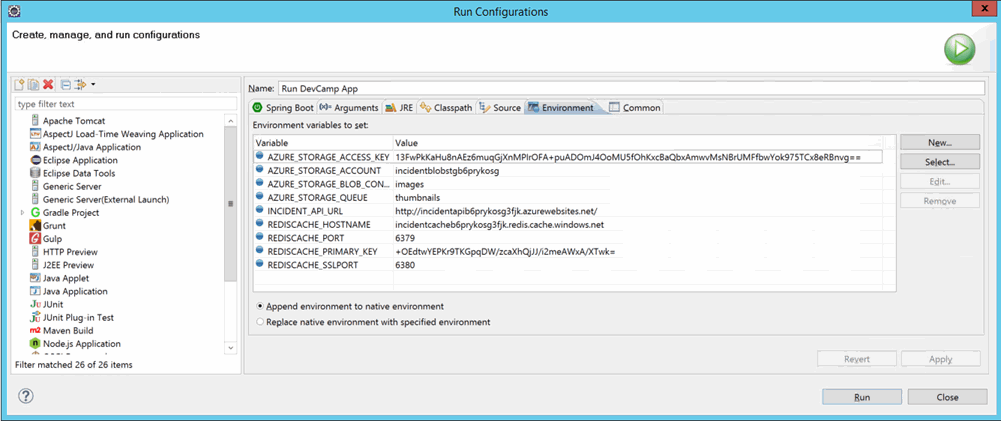 Run Configurations
Create, manage, and run configurations
type filter text
Apache Tomcat
AspectJ Load-Time Weaving Application
AspectJ/Java Application
Eclipse Application
Eclipse Data Tools
Generic Server
Generic Server(External Launch)
Gradle Project
Grunt
Gulp
HTTP Preview
J2EE Preview
Java Applet
Java Application
JUnit
JUnit Plug-in Test
Maven Build
Node.js Application
Filter matched 26 of 26 items
Name: Run DevCamp App
Spring Boot Arguments JRE Classpath Source Environment Common
Environment variables to set:
Variable Value
AZURE_STORAGE_ACCESS_KEY 13FwPkKaHu8nAEz6muqGjXnMPIrOFA+puADOmJ4OoMU5fOhKxcBaQbxAmwvMsNBrUMFfbwYok975TCx8eRBnvg==
AZURE_STORAGE_ACCOUNT incidentblobstgb6prykosg
AZURE_STORAGE_BLOB_CON... images
AZURE_STORAGE_QUEUE thumbnails
INCIDENT_API_URL http://incidentapib6prykosg3fjk.azurewebsites.net/
REDISCACHE_HOSTNAME incidentcacheb6prykosg3fjk.redis.cache.windows.net
REDISCACHE_PORT 6379
REDISCACHE_PRIMARY_KEY +OEdtwYEPKr9TKGpqDW/zcaXhQjJJ/i2meAWxA/XTwk=
REDISCACHE_SSLPORT 6380
New...
Select...
Edit...
Remove
Append environment to native environment
Replace native environment with specified environment
Revert Apply
Run Close